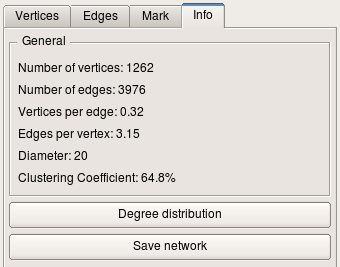 Vertices Edges Mark Info
General
Number of vertices: 1262
Number of edges: 3976
Vertices per edge: 0.32
Edges per vertex: 3.15
Diameter: 20
Clustering Coefficient: 64.8%
Degree distribution
Save network